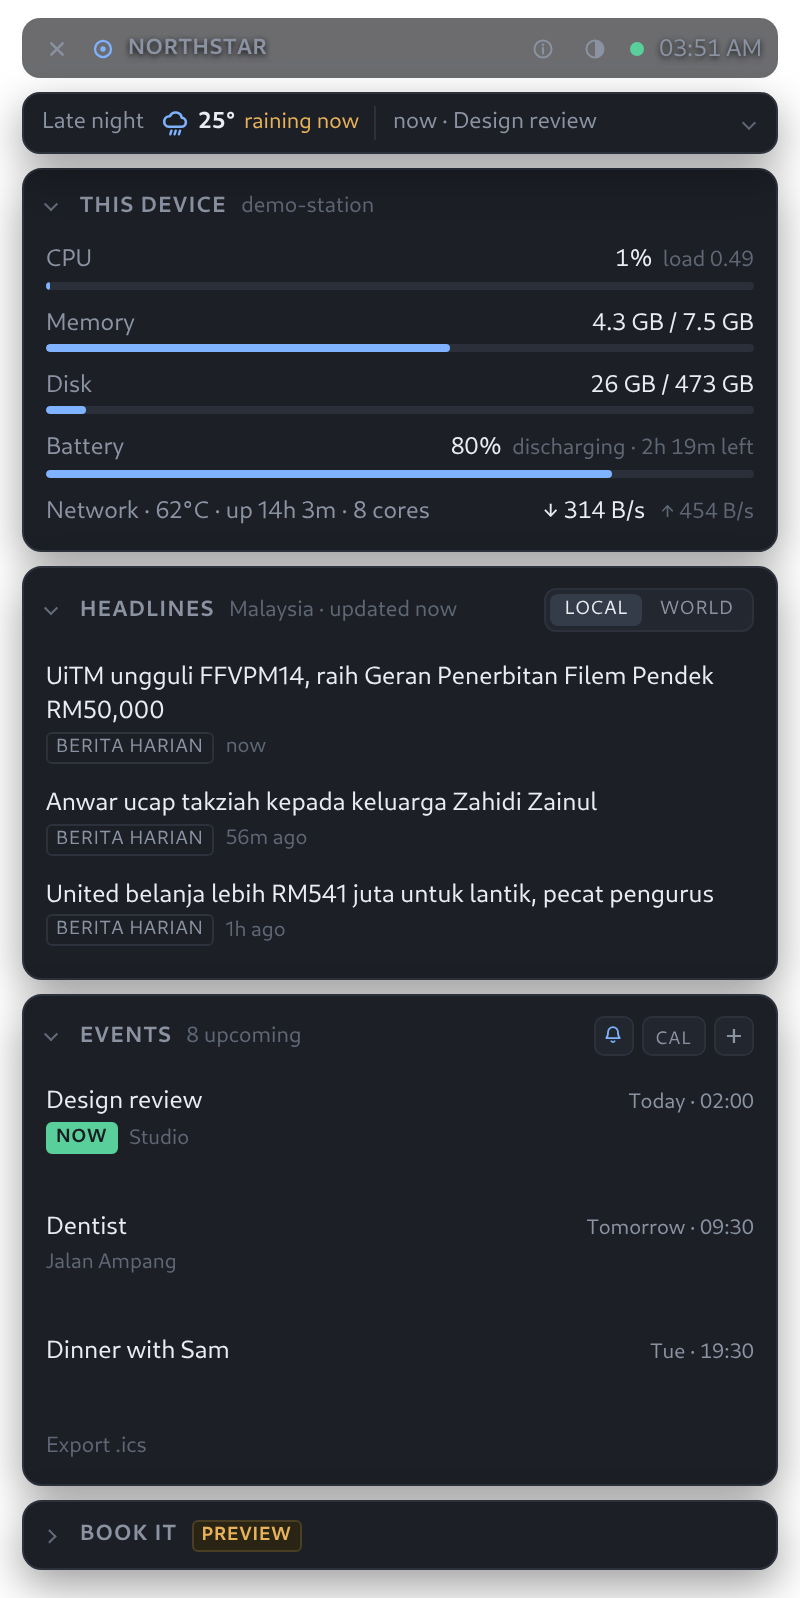 NORTHSTAR 03:51 AM
Late night 25° raining now now · Design review
THIS DEVICE demo-station
CPU 1% load 0.49
Memory 4.3 GB / 7.5 GB
Disk 26 GB / 473 GB
Battery 80% discharging · 2h 19m left
Network · 62°C · up 14h 3m · 8 cores ↓ 314 B/s ↑ 454 B/s
HEADLINES Malaysia · updated now LOCAL WORLD
UiTM ungguli FFVPM14, raih Geran Penerbitan Filem Pendek
RM50,000
BERITA HARIAN now
Anwar ucap takziah kepada keluarga Zahidi Zainul
BERITA HARIAN 56m ago
United belanja lebih RM541 juta untuk lantik, pecat pengurus
BERITA HARIAN 1h ago
EVENTS 8 upcoming CAL +
Design review Today · 02:00
NOW Studio
Dentist Tomorrow · 09:30
Jalan Ampang
Dinner with Sam Tue · 19:30
Export .ics
BOOK IT PREVIEW